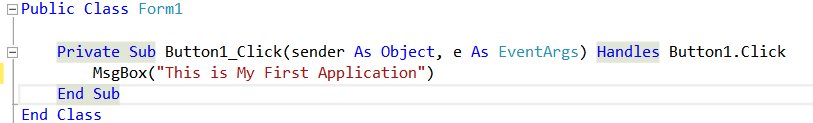 Public Class Form1
Private Sub Button1_Click(sender As Object, e As EventArgs) Handles Button1.Click
MsgBox("This is My First Application")
End Sub
End Class